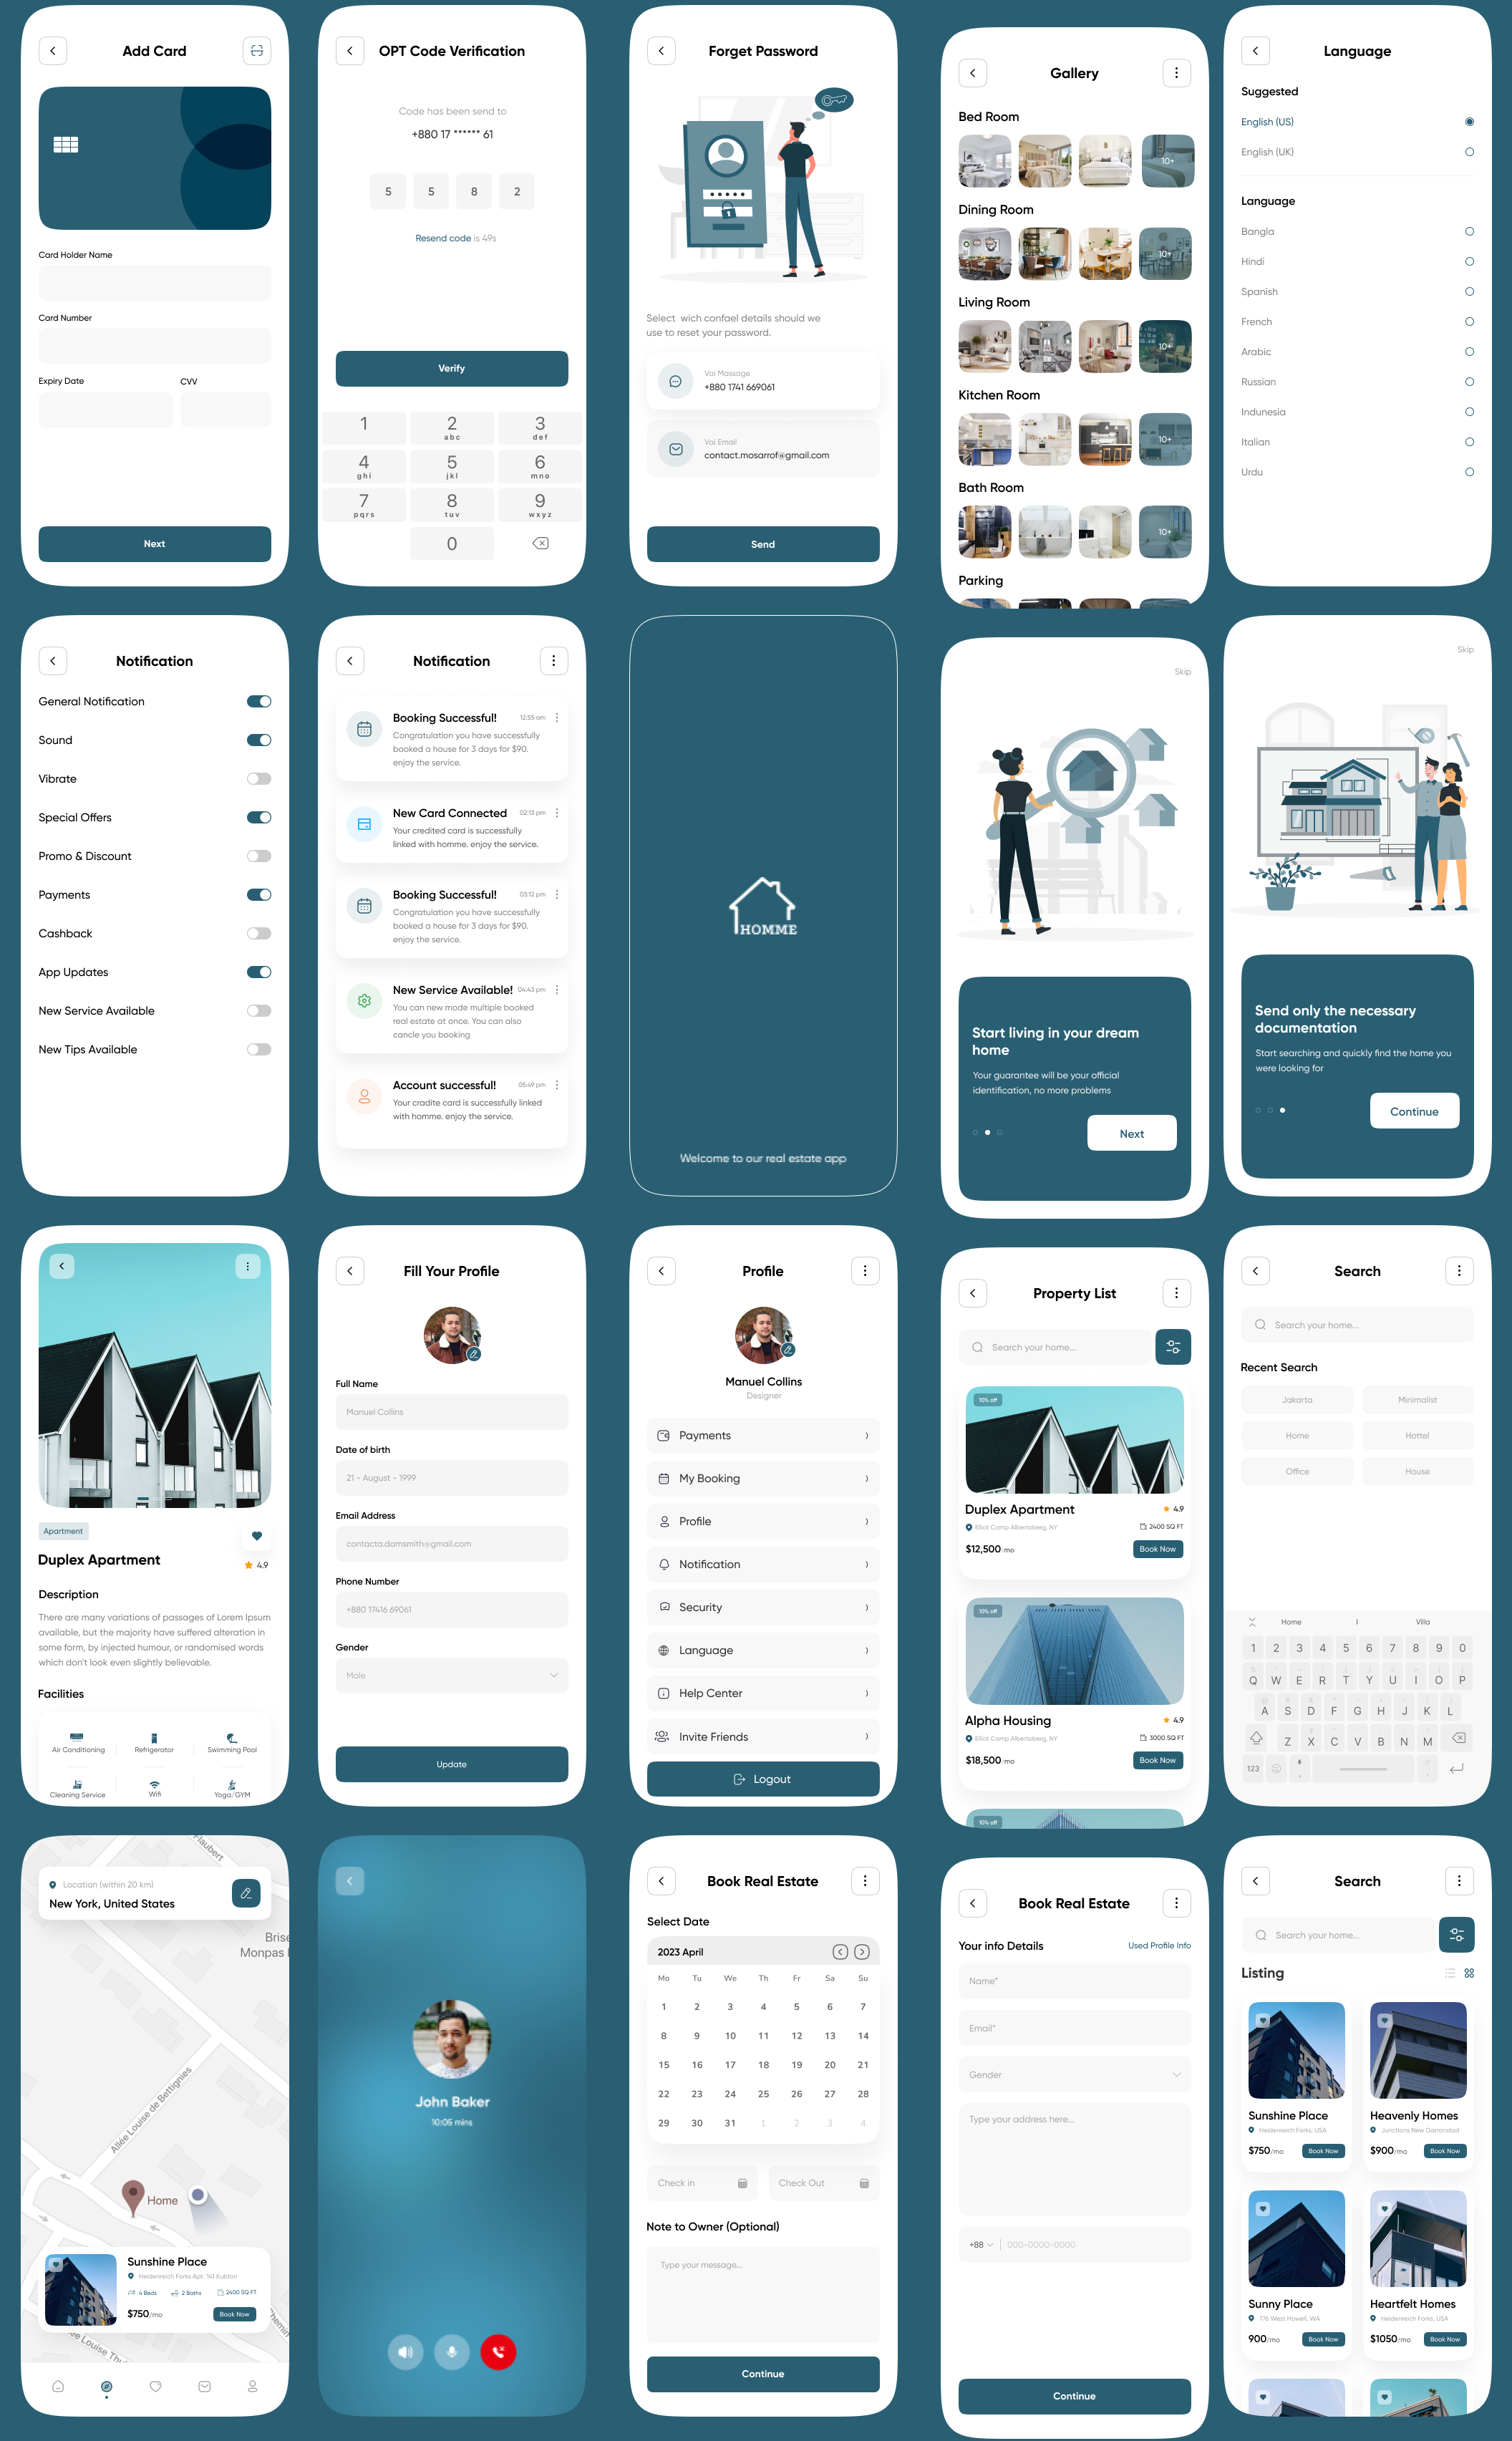 Add Card
Card Holder Name
Card Number
Expiry Date
CVV
Next
OPT Code Verification
Code has been send to
+880 17 ****** 61
5 5 8 2
Resend code is 49s
Verify
1 2 3
abc def
4 5 6
ghi jkl mno
7 8 9
pqrs tuv wxyz
0
Forget Password
Select wich confael details should we
use to reset your password.
Vai Massage
+880 1741 669061
Vai Email
contact.mosarrof@gmail.com
Send
Gallery
Bed Room
10+
Dining Room
10+
Living Room
10+
Kitchen Room
10+
Bath Room
10+
Parking
Language
Suggested
English (US)
English (UK)
Language
Bangla
Hindi
Spanish
French
Arabic
Russian
Indunesia
Italian
Urdu
Notification
General Notification
Sound
Vibrate
Special Offers
Promo & Discount
Payments
Cashback
App Updates
New Service Available
New Tips Available
Notification
Booking Successful! 12:55 am
Congratulation you have successfully
booked a house for 3 days for $90.
enjoy the service.
New Card Connected 02:13 pm
Your credited card is successfully
linked with homme. enjoy the service.
Booking Successful! 03:12 pm
Congratulation you have successfully
booked a house for 3 days for $90.
enjoy the service.
New Service Available! 04:43 pm
You can new mode multiple booked
real estate at once. You can also
cancle you booking
Account successful! 05:49 pm
Your cradite card is successfully linked
with homme. enjoy the service.
HOMME
Welcome to our real estate app
Skip
Start living in your dream
home
Your guarantee will be your official
identification, no more problems
Next
Skip
Send only the necessary
documentation
Start searching and quickly find the home you
were looking for
Continue
Apartment
Duplex Apartment
4.9
Description
There are many variations of passages of Lorem Ipsum
available, but the majority have suffered alteration in
some form, by injected humour, or randomised words
which don't look even slightly believable.
Facilities
Air Conditioning Refrigerator Swimming Pool
Cleaning Service Wifi Yoga/GYM
Fill Your Profile
Full Name
Manuel Collins
Date of birth
21 - August - 1999
Email Address
contacta.damsmith@gmail.com
Phone Number
+880 17416 69061
Gender
Male
Update
Profile
Manuel Collins
Designer
Payments
My Booking
Profile
Notification
Security
Language
Help Center
Invite Friends
Logout
Property List
Search your home...
10% off
Duplex Apartment 4.9
Eliot Camp Albertaberg, NY 2400 SQ FT
$12,500/mo Book Now
10% off
Alpha Housing 4.9
Eliot Camp Albertaberg, NY 3000 SQ FT
$18,500/mo Book Now
10% off
Search
Search your home...
Recent Search
Jakarta Minimalist
Home Hottel
Office House
Home I Villa
1 2 3 4 5 6 7 8 9 0
Q W E R T Y U I O P
A S D F G H J K L
Z X C V B N M
123
Flaubert
Location (within 20 km)
New York, United States
Brise
Monpas
Allée Louise de Bettignies
Home
Sunshine Place
Heidenreich Forks Apt. 141 Kubton
4 Beds 2 Baths 2400 SQ FT
$750/mo Book Now
Chemin
ée Louise Thu
John Baker
10:05 mins
Book Real Estate
Select Date
2023 April
Mo Tu We Th Fr Sa Su
1 2 3 4 5 6 7
8 9 10 11 12 13 14
15 16 17 18 19 20 21
22 23 24 25 26 27 28
29 30 31 1 2 3 4
Check in Check Out
Note to Owner (Optional)
Type your message...
Continue
Book Real Estate
Your info Details Used Profile Info
Name*
Email*
Gender
Type your address here...
+88 000-0000-0000
Continue
Search
Search your home...
Listing
Sunshine Place Heavenly Homes
Heidenreich Forks, USA Junctions New Darronstad
$750/mo Book Now $900/mo Book Now
Sunny Place Heartfelt Homes
776 West Howell, WA Heidenreich Forks, USA
900/mo Book Now $1050/mo Book Now